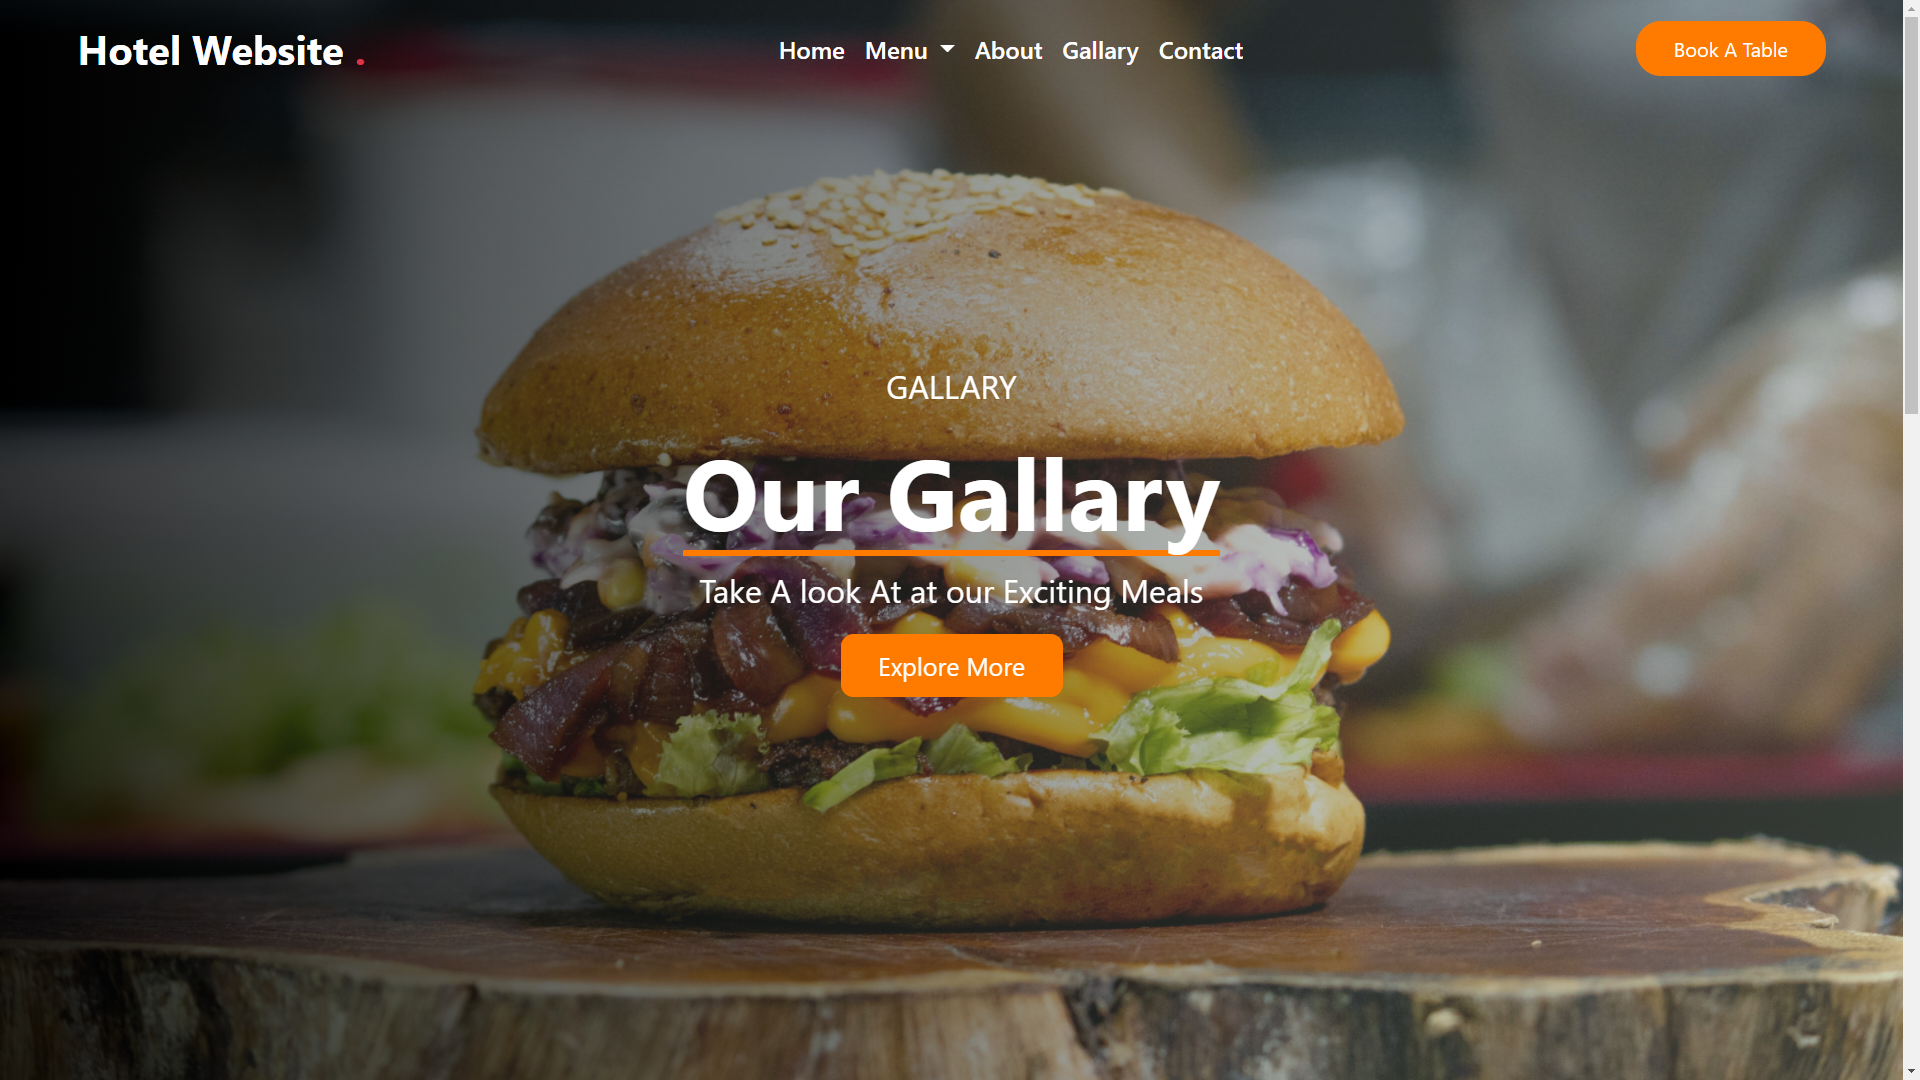 Hotel Website .
Home Menu About Gallary Contact
Book A Table
GALLARY
Our Gallary
Take A look At at our Exciting Meals
Explore More